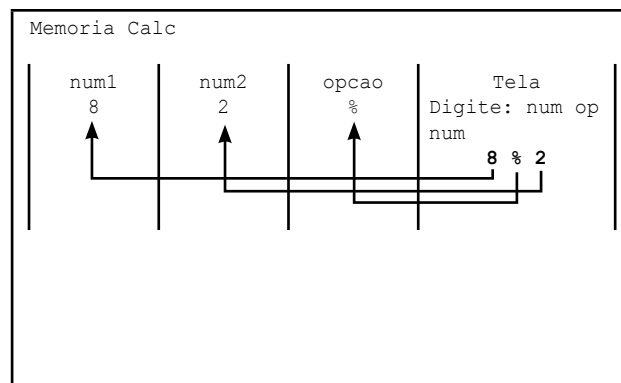 Memoria Calc
num1 num2 opcao Tela
8 2 % Digite: num op
num
8 % 2